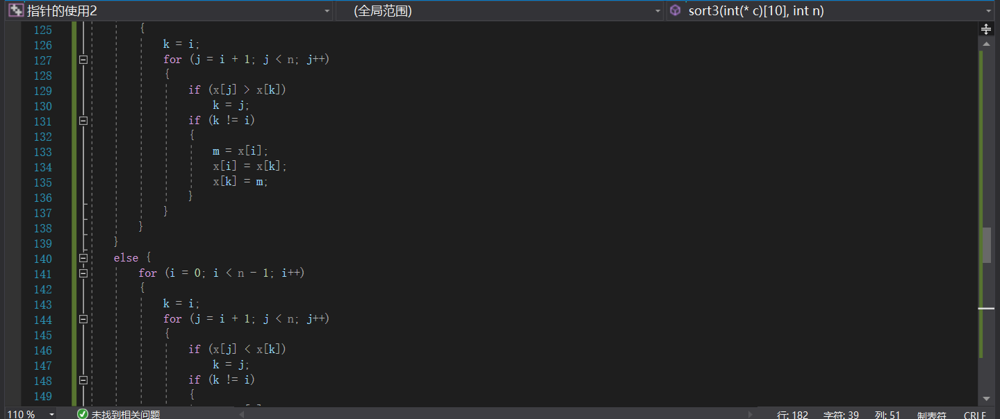 指针的使用2 (全局范围) sort3(int(* c)[10], int n)
125 {
126 k = i;
127 for (j = i + 1; j < n; j++)
128 {
129 if (x[j] > x[k])
130 k = j;
131 if (k != i)
132 {
133 m = x[i];
134 x[i] = x[k];
135 x[k] = m;
136 }
137 }
138 }
139 }
140 else {
141 for (i = 0; i < n - 1; i++)
142 {
143 k = i;
144 for (j = i + 1; j < n; j++)
145 {
146 if (x[j] < x[k])
147 k = j;
148 if (k != i)
149 {
110 % 未找到相关问题 行: 182 字符: 39 列: 51 制表符 CRLF